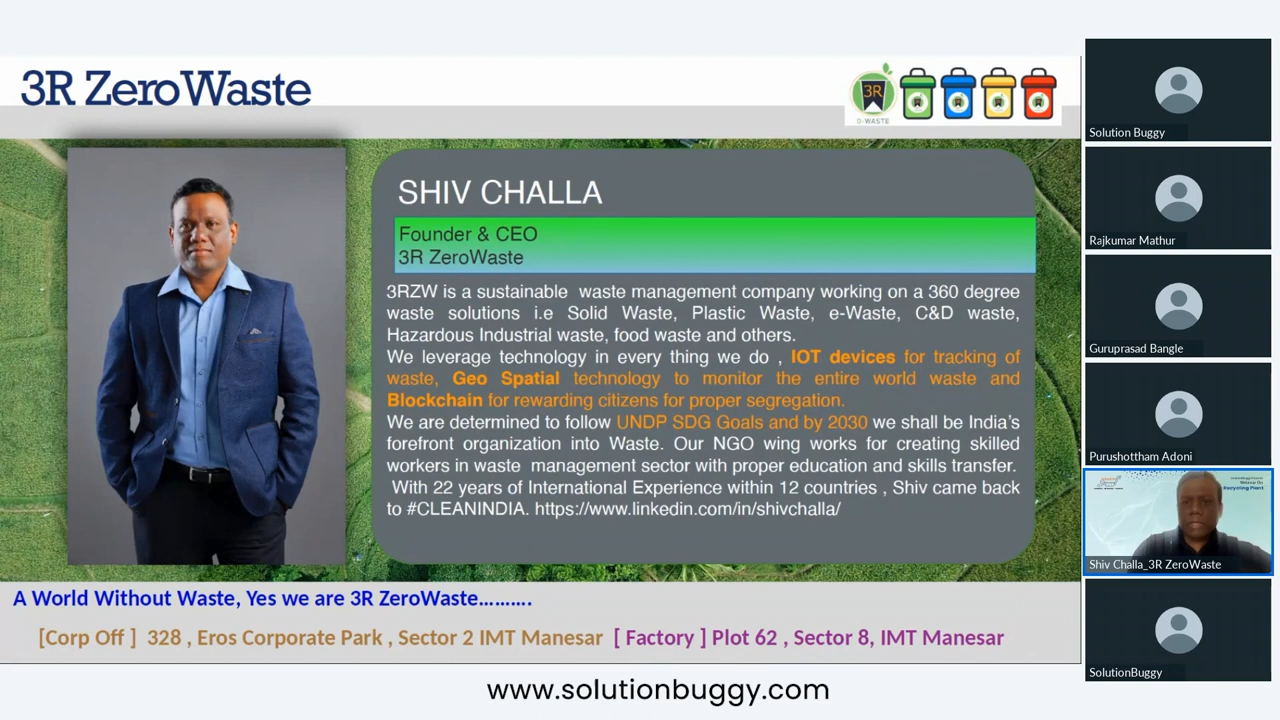 3R ZeroWaste
3R
0-WASTE
SHIV CHALLA
Founder & CEO
3R ZeroWaste
3RZW is a sustainable waste management company working on a 360 degree
waste solutions i.e Solid Waste, Plastic Waste, e-Waste, C&D waste,
Hazardous Industrial waste, food waste and others.
We leverage technology in every thing we do , IOT devices for tracking of
waste, Geo Spatial technology to monitor the entire world waste and
Blockchain for rewarding citizens for proper segregation.
We are determined to follow UNDP SDG Goals and by 2030 we shall be India's
forefront organization into Waste. Our NGO wing works for creating skilled
workers in waste management sector with proper education and skills transfer.
With 22 years of International Experience within 12 countries , Shiv came back
to #CLEANINDIA. https://www.linkedin.com/in/shivchalla/
A World Without Waste, Yes we are 3R ZeroWaste..........
[Corp Off ] 328 , Eros Corporate Park , Sector 2 IMT Manesar [ Factory ] Plot 62 , Sector 8, IMT Manesar
www.solutionbuggy.com
Solution Buggy
Rajkumar Mathur
Guruprasad Bangle
Purushottham Adoni
Webinar On
Recycling Plant
Shiv Challa_3R ZeroWaste
SolutionBuggy